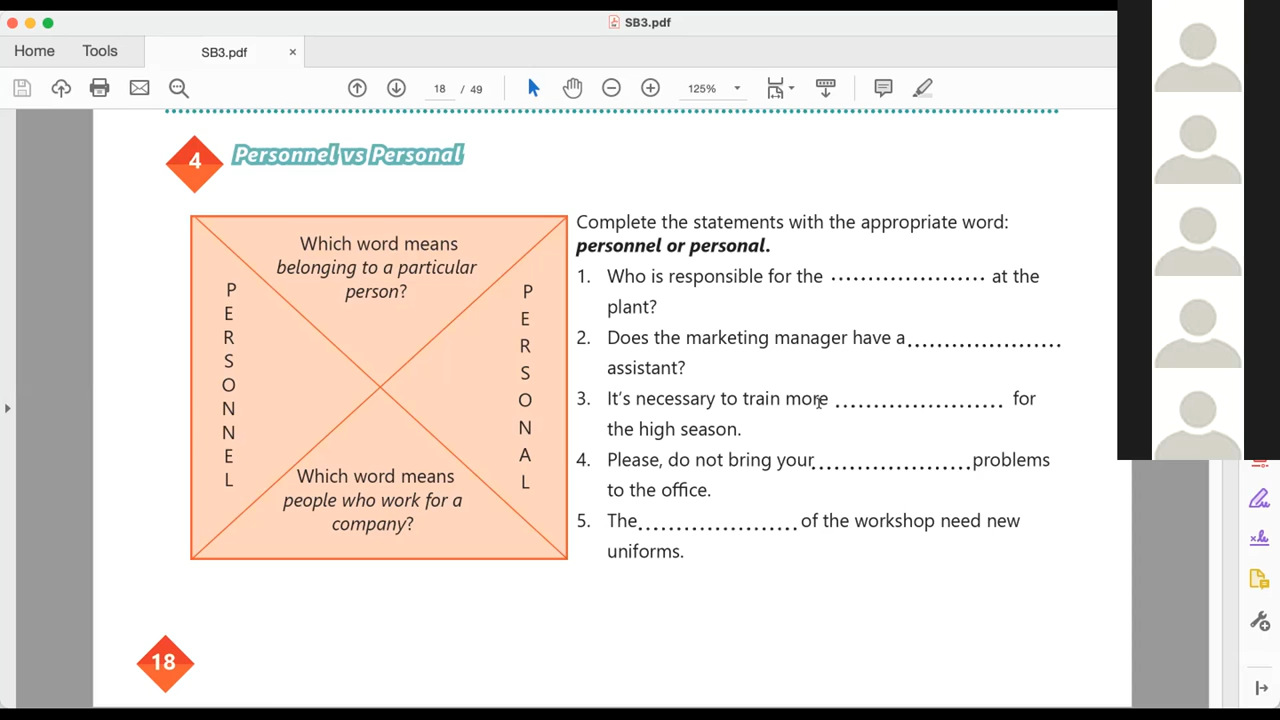 SB3.pdf
Home
Tools
SB3.pdf
×
18 / 49
125%
4
Personnel vs Personal
Which word means
belonging to a particular
person?
PERSONNEL
PERSONAL
Which word means
people who work for a
company?
Complete the statements with the appropriate word:
personnel or personal.
1. Who is responsible for the ........................ at the
plant?
2. Does the marketing manager have a......................
assistant?
3. It's necessary to train more ........................ for
the high season.
4. Please, do not bring your.......................problems
to the office.
5. The.......................of the workshop need new
uniforms.
18